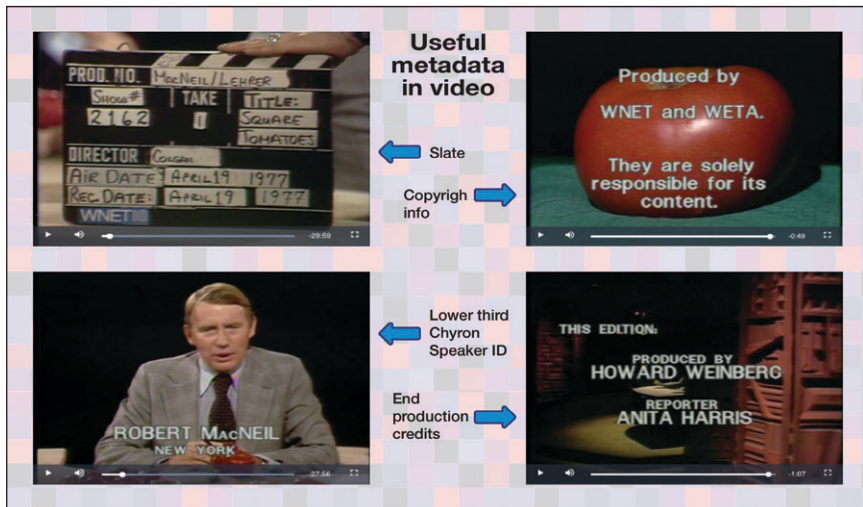 Useful
metadata
in video
PROD. NO. MACNEIL/LEHRER
SHOW# TAKE TITLE:
2162 1 SQUARE
TOMATOES
DIRECTOR COLGAN
AIR DATE: APRIL 19 1977
REC. DATE: APRIL 19 1977
WNET13
-29:59
Slate
Copyrigh
info
Produced by
WNET and WETA.
They are solely
responsible for its
content.
-0:49
ROBERT MACNEIL
NEW YORK
-27:56
Lower third
Chyron
Speaker ID
End
production
credits
THIS EDITION:
PRODUCED BY
HOWARD WEINBERG
REPORTER
ANITA HARRIS
-1:07